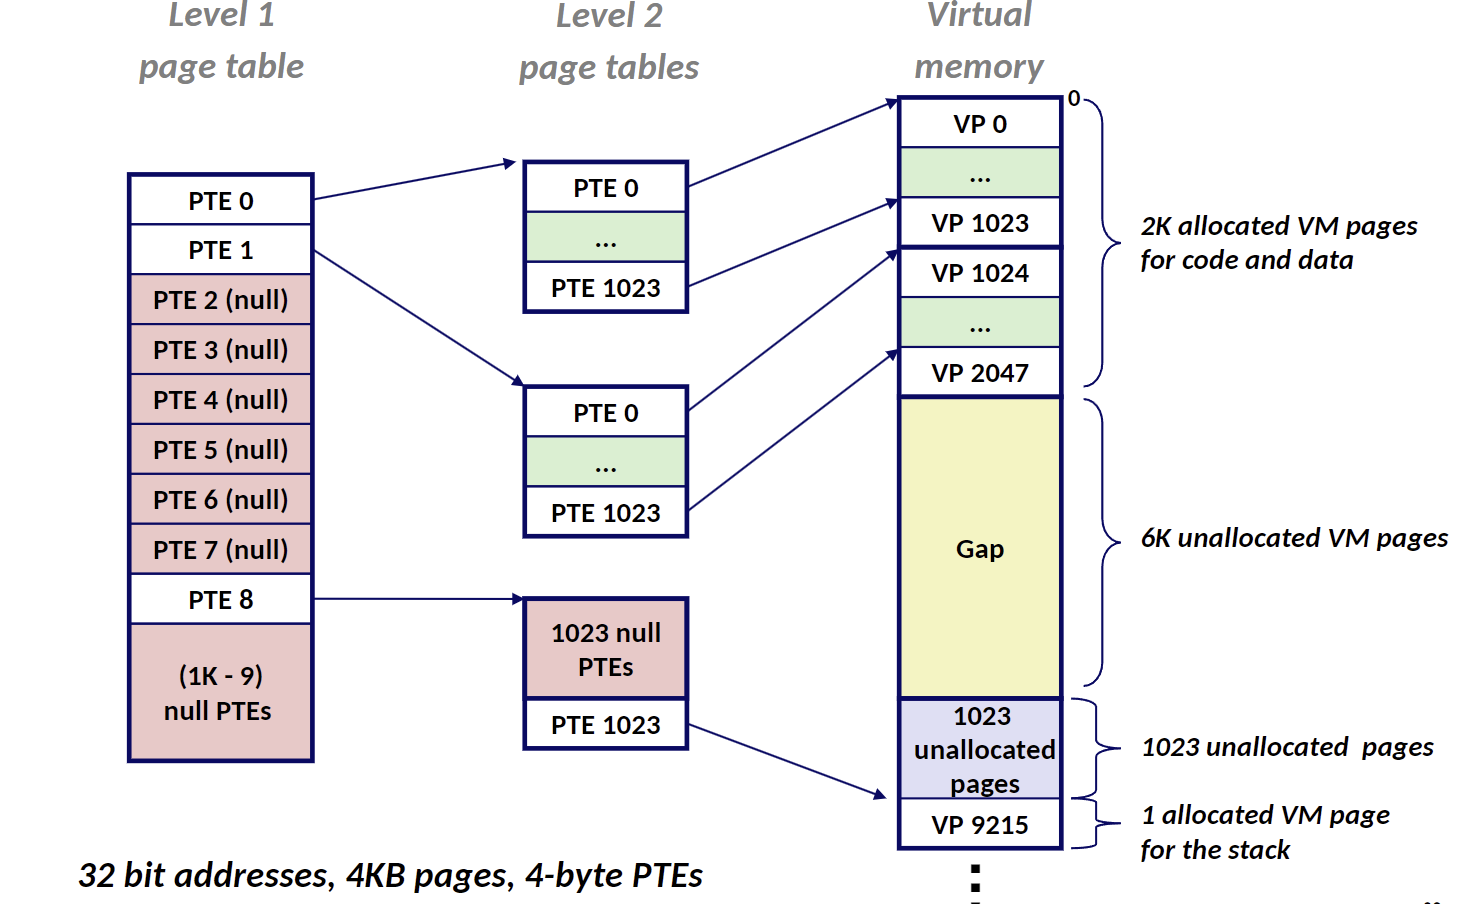 Level 1
page table
Level 2
page tables
Virtual
memory
PTE 0
PTE 1
PTE 2 (null)
PTE 3 (null)
PTE 4 (null)
PTE 5 (null)
PTE 6 (null)
PTE 7 (null)
PTE 8
(1K - 9)
null PTEs
PTE 0
...
PTE 1023
PTE 0
...
PTE 1023
1023 null
PTEs
PTE 1023
0
VP 0
...
VP 1023
VP 1024
...
VP 2047
Gap
1023
unallocated
pages
VP 9215
2K allocated VM pages
for code and data
6K unallocated VM pages
1023 unallocated pages
1 allocated VM page
for the stack
32 bit addresses, 4KB pages, 4-byte PTEs